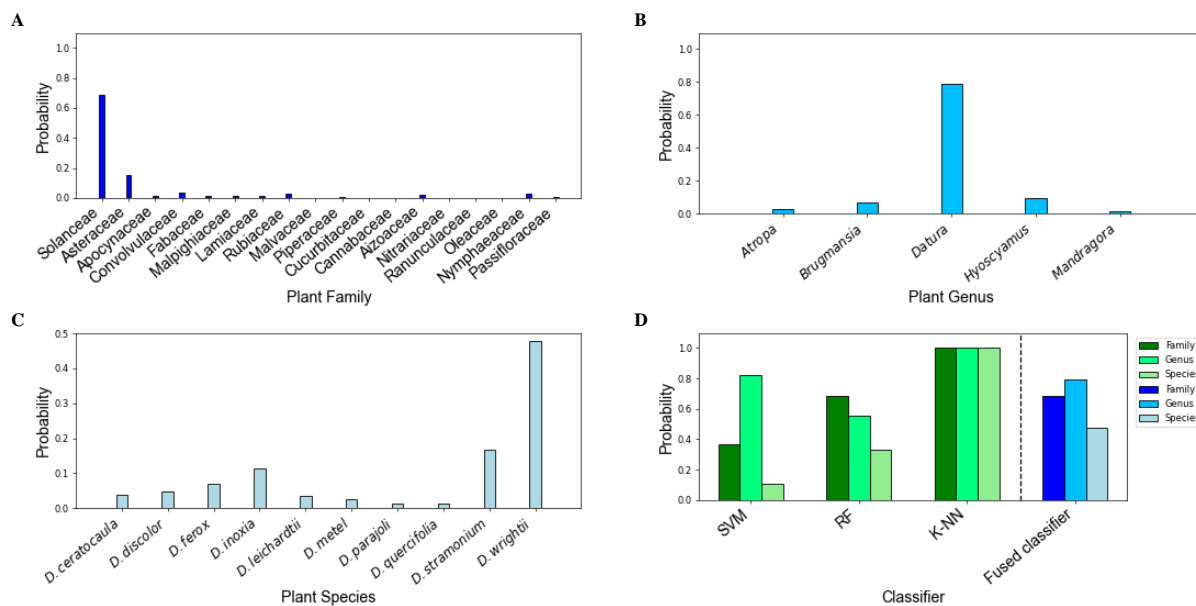 A
Probability
1.0
0.8
0.6
0.4
0.2
0.0
Solanceae
Asteraceae
Apocynaceae
Convolvulaceae
Fabaceae
Malpighiaceae
Lamiaceae
Rubiaceae
Malvaceae
Piperaceae
Cucurbitaceae
Cannabaceae
Aizoaceae
Nitrariaceae
Ranunculaceae
Oleaceae
Nymphaeaceae
Passifloraceae
Plant Family
B
Probability
1.0
0.8
0.6
0.4
0.2
0.0
Atropa
Brugmansia
Datura
Hyoscyamus
Mandragora
Plant Genus
C
Probability
0.5
0.4
0.3
0.2
0.1
0.0
D. ceratocaula
D. discolor
D. ferox
D. inoxia
D. leichardtii
D. metel
D. parajoli
D. quercifolia
D. stramonium
D. wrightii
Plant Species
D
Probability
1.0
0.8
0.6
0.4
0.2
0.0
SVM
RF
K-NN
Fused classifier
Classifier
Family
Genus
Species
Family
Genus
Species